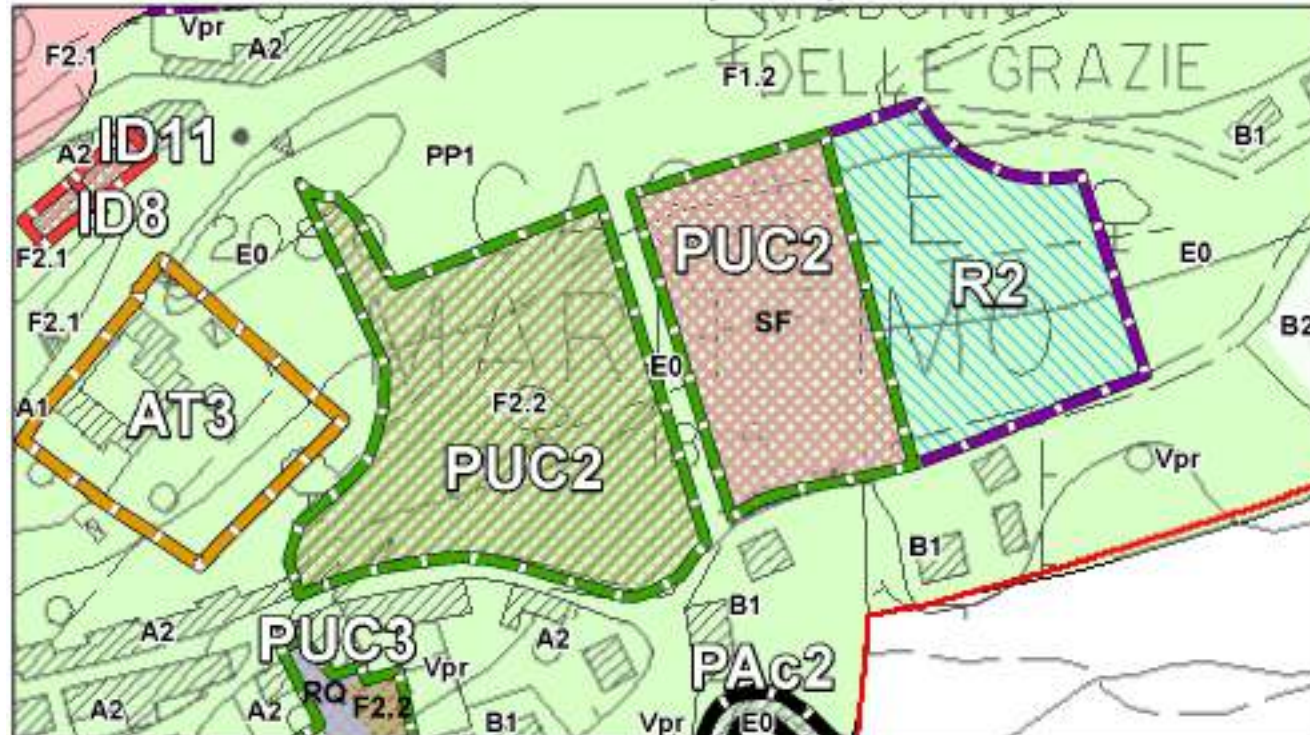 MADONNA
DELLE GRAZIE
Vpr
A2
F2.1
F1.2
B1
ID11
A2
PP1
ID8
PUC2
E0
F2.1
E0
R2
F2.1
SF
B2
E0
A1
AT3
F2.2
PUC2
Vpr
B1
B1
A2
PUC3
A2
Vpr
PAc2
RQ
F2.2
A2
A2
B1
Vpr
E0